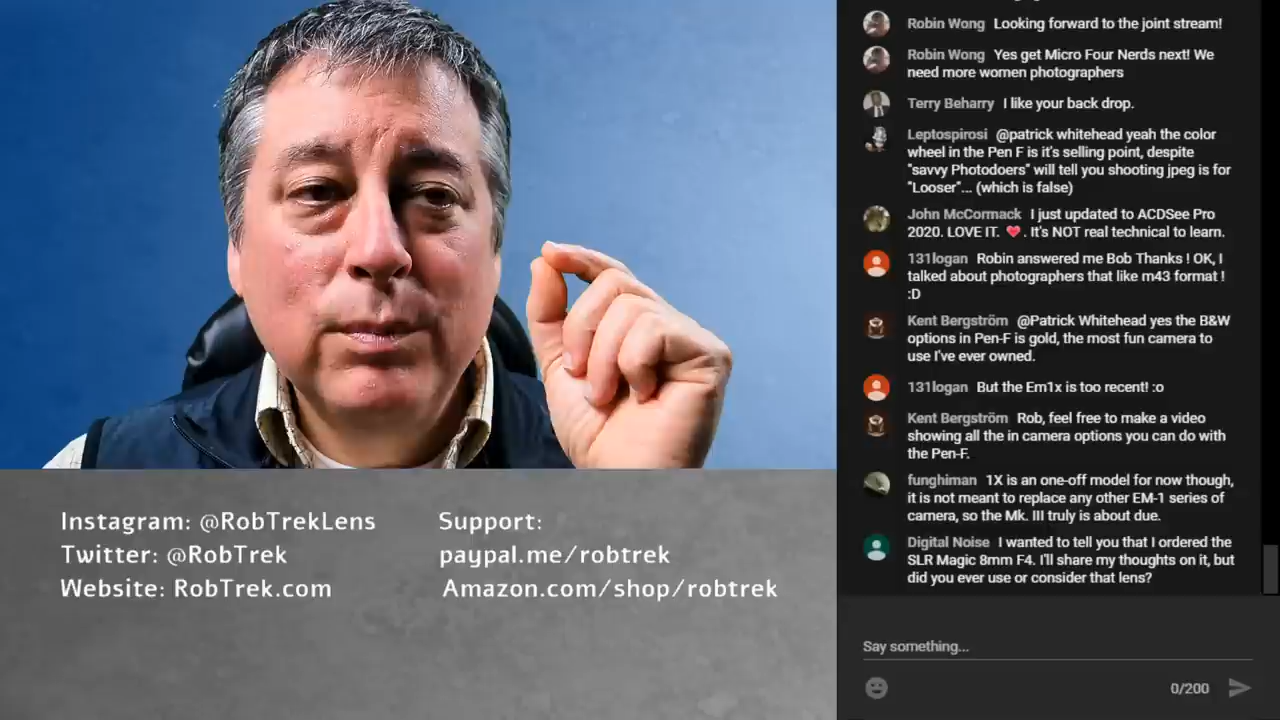 Instagram: @RobTrekLens
Twitter: @RobTrek
Website: RobTrek.com
Support:
paypal.me/robtrek
Amazon.com/shop/robtrek
Robin Wong Looking forward to the joint stream!
Robin Wong Yes get Micro Four Nerds next! We
need more women photographers
Terry Beharry I like your back drop.
Leptospirosi @patrick whitehead yeah the color
wheel in the Pen F is it's selling point, despite
"savvy Photodoers" will tell you shooting jpeg is for
"Looser"... (which is false)
John McCormack I just updated to ACDSee Pro
2020. LOVE IT. ❤️. It's NOT real technical to learn.
131logan Robin answered me Bob Thanks ! OK, I
talked about photographers that like m43 format !
:D
Kent Bergström @Patrick Whitehead yes the B&W
options in Pen-F is gold, the most fun camera to
use I've ever owned.
131logan But the Em1x is too recent! :o
Kent Bergström Rob, feel free to make a video
showing all the in camera options you can do with
the Pen-F.
funghiman 1X is an one-off model for now though,
it is not meant to replace any other EM-1 series of
camera, so the Mk. III truly is about due.
Digital Noise I wanted to tell you that I ordered the
SLR Magic 8mm F4. I'll share my thoughts on it, but
did you ever use or consider that lens?
Say something...
0/200